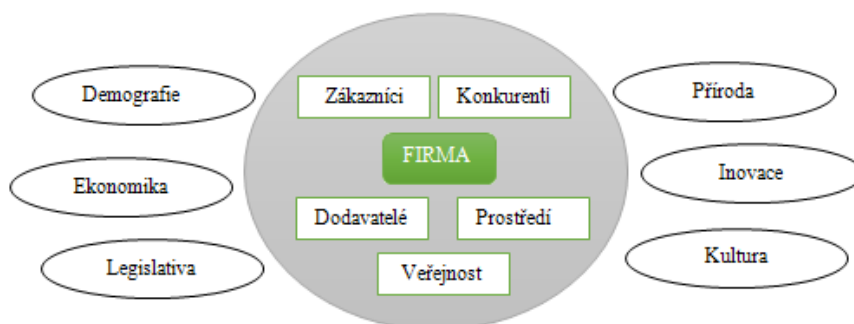 Demografie
Zákazníci
Konkurenti
Příroda
FIRMA
Ekonomika
Inovace
Dodavatelé
Prostředí
Legislativa
Veřejnost
Kultura